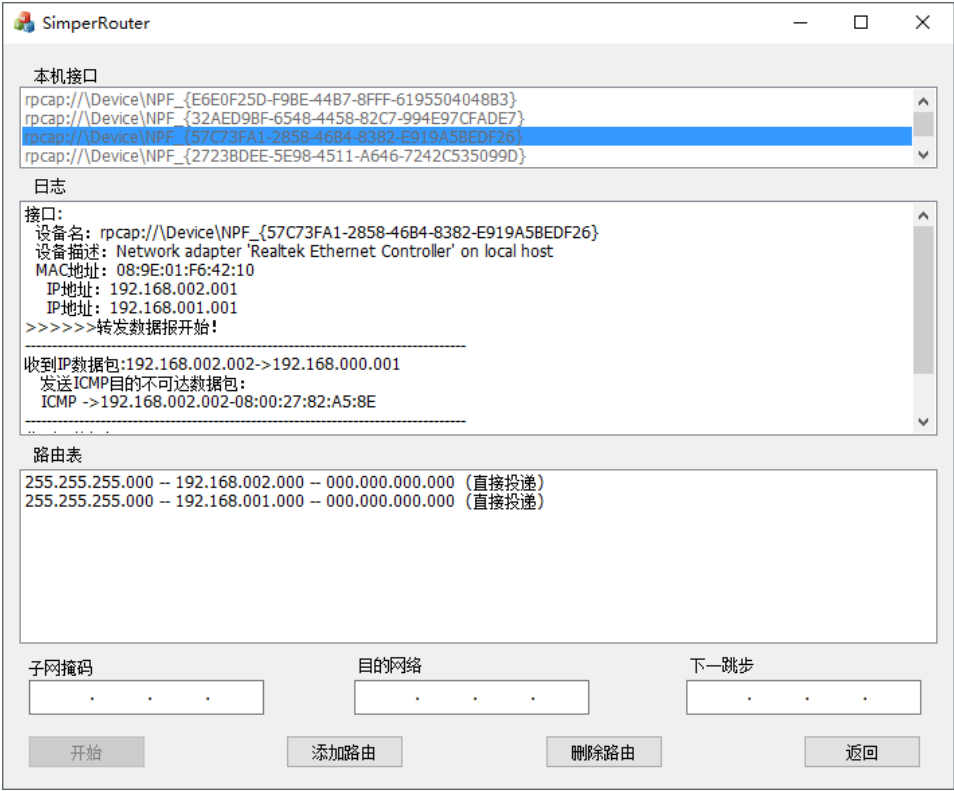 SimperRouter
本机接口
rpcap://\Device\NPF_{E6E0F25D-F9BE-44B7-8FFF-6195504048B3}
rpcap://\Device\NPF_{32AED9BF-6548-4458-82C7-994E97CFADE7}
rpcap://\Device\NPF_{57C73FA1-2858-46B4-8382-E919A5BEDF26}
rpcap://\Device\NPF_{2723BDEE-5E98-4511-A646-7242C535099D}
日志
接口:
设备名: rpcap://\Device\NPF_{57C73FA1-2858-46B4-8382-E919A5BEDF26}
设备描述: Network adapter 'Realtek Ethernet Controller' on local host
MAC地址: 08:9E:01:F6:42:10
IP地址: 192.168.002.001
IP地址: 192.168.001.001
>>>>>>转发数据报开始!
收到IP数据包:192.168.002.002->192.168.000.001
发送ICMP目的不可达数据包:
ICMP ->192.168.002.002-08:00:27:82:A5:8E
路由表
255.255.255.000 -- 192.168.002.000 -- 000.000.000.000 (直接投递)
255.255.255.000 -- 192.168.001.000 -- 000.000.000.000 (直接投递)
子网掩码 目的网络 下一跳步
开始 添加路由 删除路由 返回